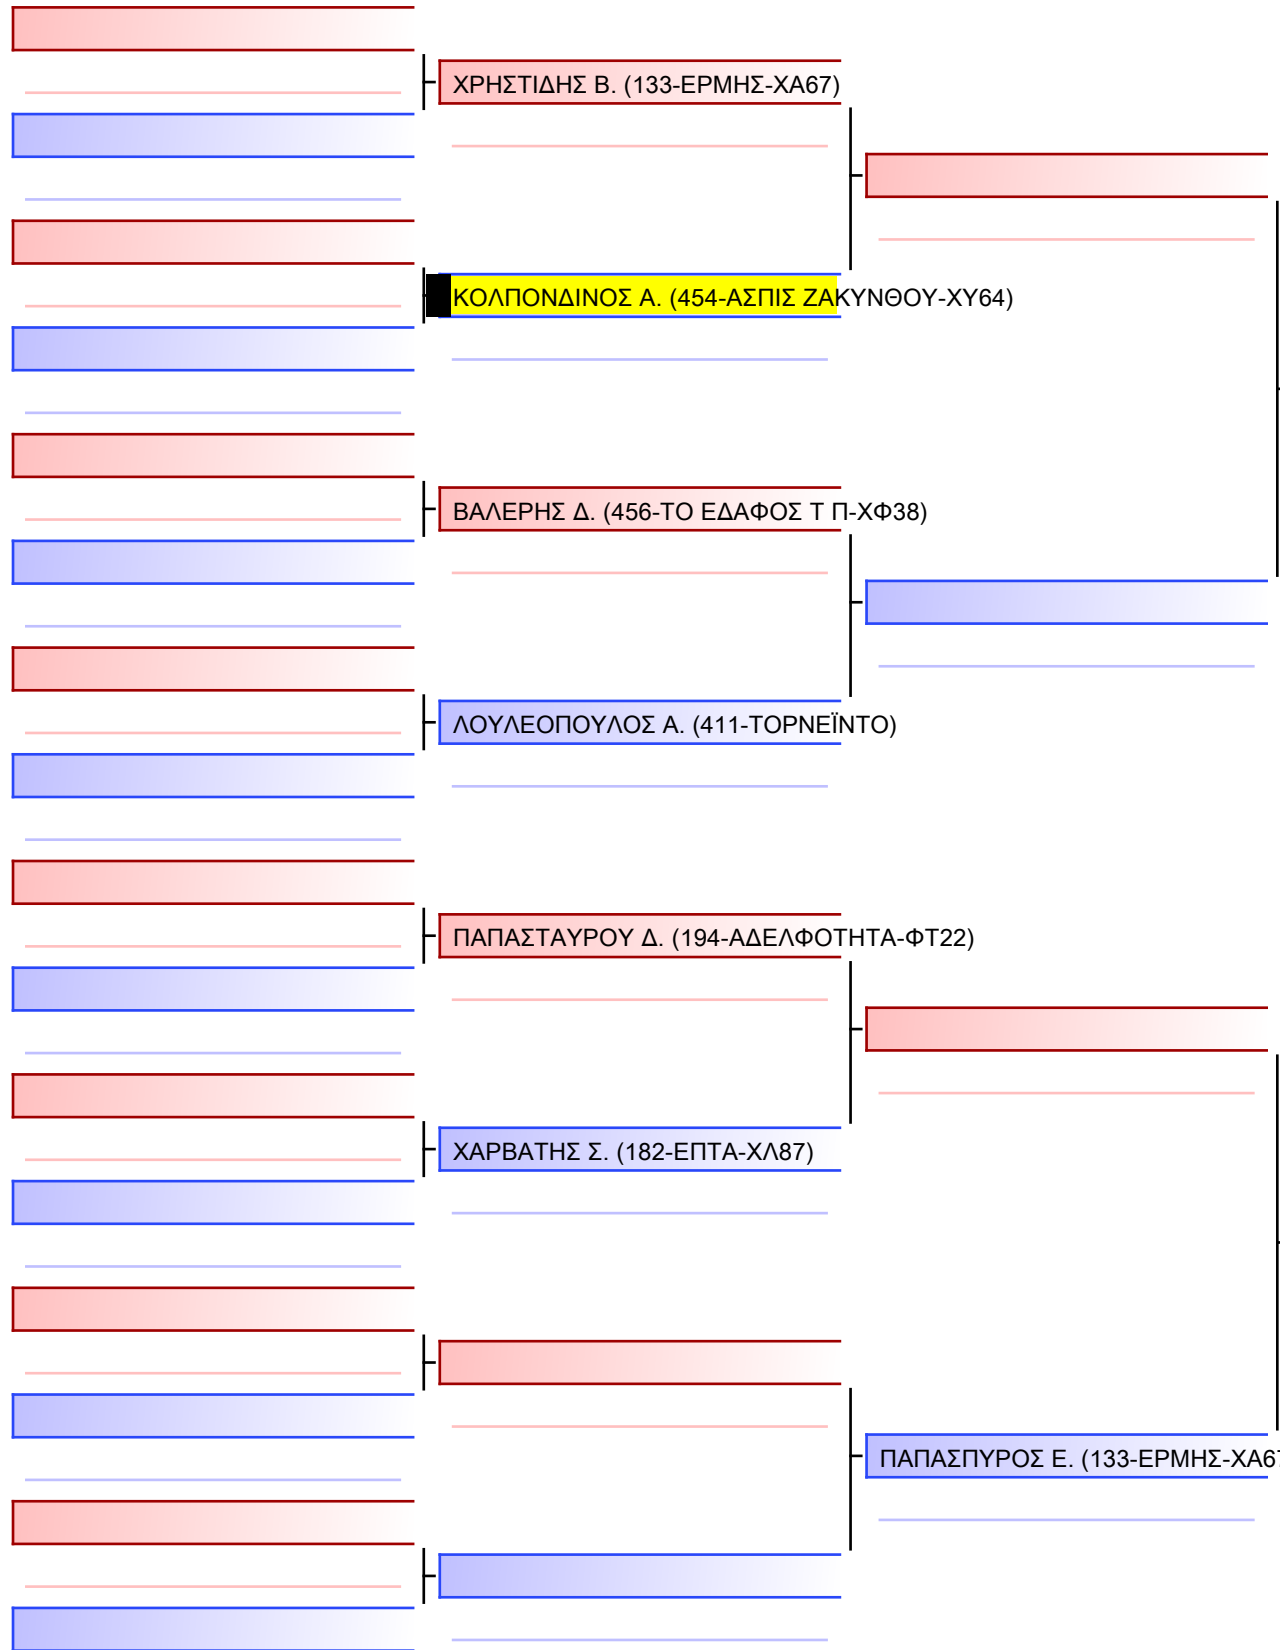 ΧΡΗΣΤΙΔΗΣ Β. (133-ΕΡΜΗΣ-ΧΑ67)
ΚΟΛΠΟΝΔΙΝΟΣ Α. (454-ΑΣΠΙΣ ΖΑΚΥΝΘΟΥ-ΧΥ64)
ΒΑΛΕΡΗΣ Δ. (456-ΤΟ ΕΔΑΦΟΣ Τ Π-ΧΦ38)
ΛΟΥΛΕΟΠΟΥΛΟΣ Α. (411-ΤΟΡΝΕΪΝΤΟ)
ΠΑΠΑΣΤΑΥΡΟΥ Δ. (194-ΑΔΕΛΦΟΤΗΤΑ-ΦΤ22)
ΧΑΡΒΑΤΗΣ Σ. (182-ΕΠΤΑ-ΧΛ87)
ΠΑΠΑΣΠΥΡΟΣ Ε. (133-ΕΡΜΗΣ-ΧΑ67